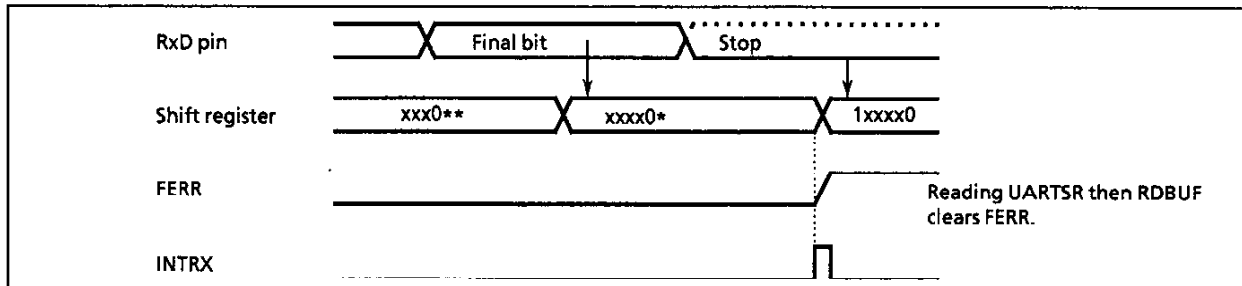 RxD pin
Final bit
Stop
Shift register
xxx0**
xxxx0*
1xxxx0
FERR
Reading UARTSR then RDBUF
clears FERR.
INTRX